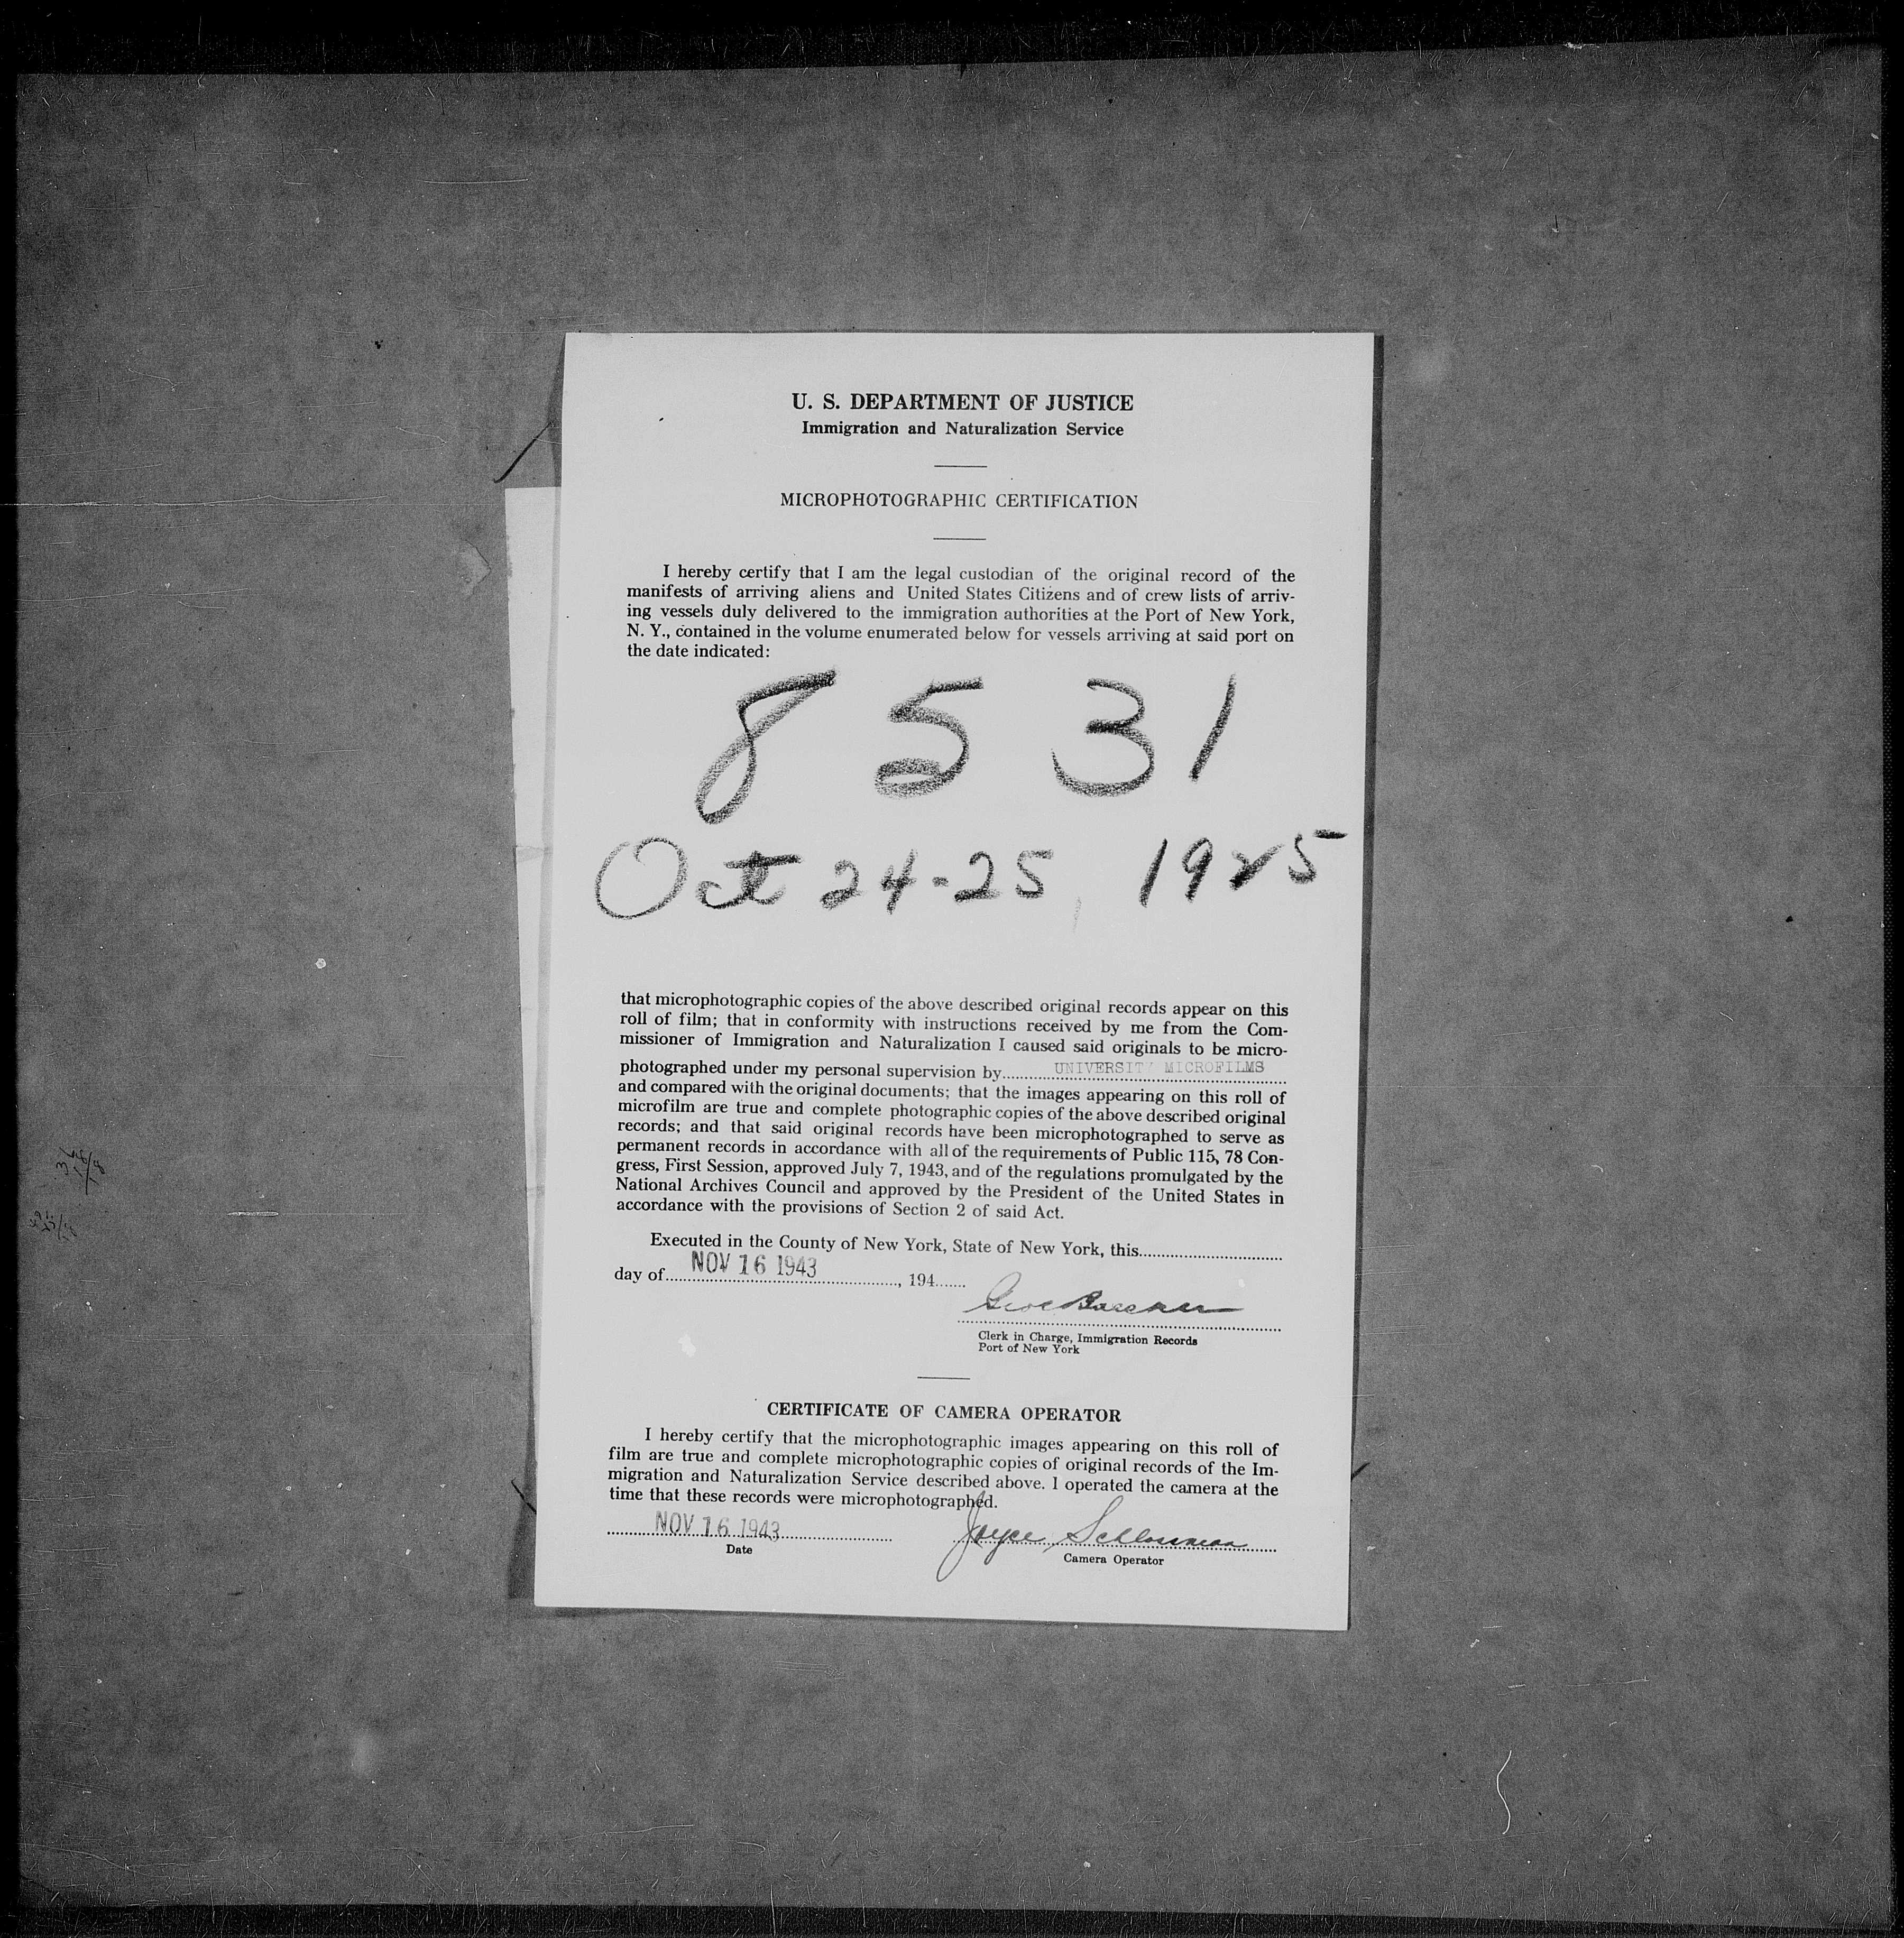 U. S. DEPARTMENT OF JUSTICE
Immigration and Naturalization Service
MICROPHOTOGRAPHIC CERTIFICATION
I hereby certify that I am the legal custodian of the original record of the
manifests of arriving aliens and United States Citizens and of crew lists of arriv-
ing vessels duly delivered to the immigration authorities at the Port of New York,
N. Y., contained in the volume enumerated below for vessels arriving at said port on
the date indicated:
8531
Oct 24-25, 1925
that microphotographic copies of the above described original records appear on this
roll of film; that in conformity with instructions received by me from the Com-
missioner of Immigration and Naturalization I caused said originals to be micro-
photographed under my personal supervision by UNIVERSITY MICROFILMS
and compared with the original documents; that the images appearing on this roll of
microfilm are true and complete photographic copies of the above described original
records; and that said original records have been microphotographed to serve as
permanent records in accordance with all of the requirements of Public 115, 78 Con-
gress, First Session, approved July 7, 1943, and of the regulations promulgated by the
National Archives Council and approved by the President of the United States in
accordance with the provisions of Section 2 of said Act.
Executed in the County of New York, State of New York, this
day of NOV 16 1943, 194
Clerk in Charge, Immigration Records
Port of New York
CERTIFICATE OF CAMERA OPERATOR
I hereby certify that the microphotographic images appearing on this roll of
film are true and complete microphotographic copies of original records of the Im-
migration and Naturalization Service described above. I operated the camera at the
time that these records were microphotographed.
NOV 16 1943 Joyce
Date
Camera Operator